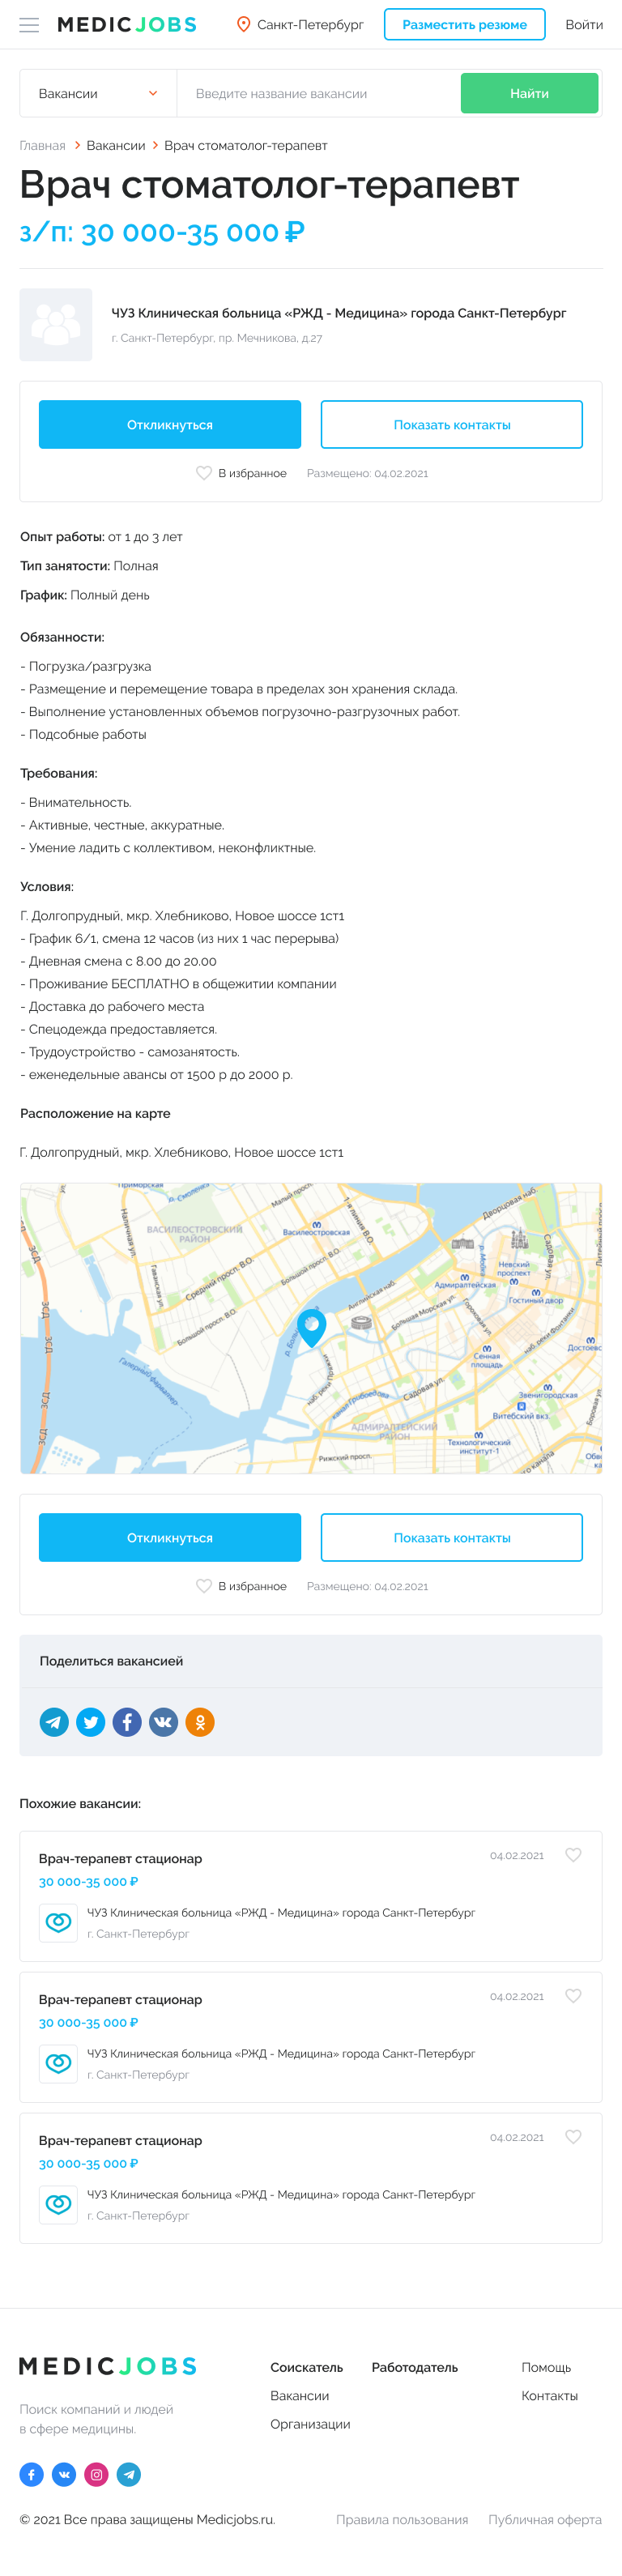 MEDICJOBS
Санкт-Петербург
Разместить резюме
Войти
Вакансии
Введите название вакансии
Найти
Главная > Вакансии > Врач стоматолог-терапевт
Врач стоматолог-терапевт
з/п: 30 000-35 000 ₽
ЧУЗ Клиническая больница «РЖД - Медицина» города Санкт-Петербург
г. Санкт-Петербург, пр. Мечникова, д.27
Откликнуться
Показать контакты
В избранное
Размещено: 04.02.2021
Опыт работы: от 1 до 3 лет
Тип занятости: Полная
График: Полный день
Обязанности:
- Погрузка/разгрузка
- Размещение и перемещение товара в пределах зон хранения склада.
- Выполнение установленных объемов погрузочно-разгрузочных работ.
- Подсобные работы
Требования:
- Внимательность.
- Активные, честные, аккуратные.
- Умение ладить с коллективом, неконфликтные.
Условия:
Г. Долгопрудный, мкр. Хлебниково, Новое шоссе 1ст1
- График 6/1, смена 12 часов (из них 1 час перерыва)
- Дневная смена с 8.00 до 20.00
- Проживание БЕСПЛАТНО в общежитии компании
- Доставка до рабочего места
- Спецодежда предоставляется.
- Трудоустройство - самозанятость.
- еженедельные авансы от 1500 р до 2000 р.
Расположение на карте
Г. Долгопрудный, мкр. Хлебниково, Новое шоссе 1ст1
Приморская
р. Смоленка
Малый просп.
1-я линия В.О.
Дворцовая наб.
Наличная ул.
ВАСИЛЕОСТРОВСКИЙ
РАЙОН
Василеостровская
Садовая ул.
ЗСД
Гаванская ул.
Средний просп. В.О.
Большой просп. В.О.
р. Мойка
Невский
проспект
Адмиралтейская
Английская наб.
Гостиный двор
Большая Морская ул.
Гороховая ул.
Большой просп. В.О.
наб. реки Фонтанки
ЗСД
ЗСД
Сенная
площадь
Галерный Фарватер
Садовая ул.
Звенигородская
канал Грибоедова
Витебский вкз.
ЗСД
АДМИРАЛТЕЙСКИЙ
РАЙОН
ЗСД
Технологический
институт-1
Рижский просп.
Откликнуться
Показать контакты
В избранное
Размещено: 04.02.2021
Поделиться вакансией
Похожие вакансии:
Врач-терапевт стационар
04.02.2021
30 000-35 000 ₽
ЧУЗ Клиническая больница «РЖД - Медицина» города Санкт-Петербург
г. Санкт-Петербург
Врач-терапевт стационар
04.02.2021
30 000-35 000 ₽
ЧУЗ Клиническая больница «РЖД - Медицина» города Санкт-Петербург
г. Санкт-Петербург
Врач-терапевт стационар
04.02.2021
30 000-35 000 ₽
ЧУЗ Клиническая больница «РЖД - Медицина» города Санкт-Петербург
г. Санкт-Петербург
MEDICJOBS
Поиск компаний и людей
в сфере медицины.
Соискатель
Вакансии
Организации
Работодатель
Помощь
Контакты
© 2021 Все права защищены Medicjobs.ru.
Правила пользования
Публичная оферта